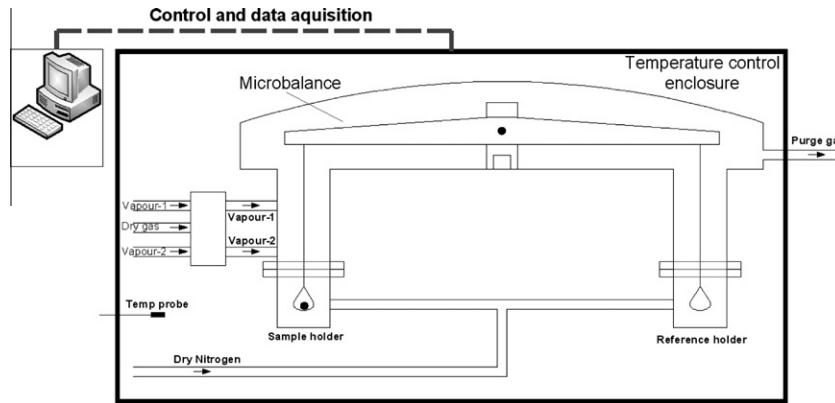 Control and data aquisition
Temperature control
enclosure
Microbalance
Purge ga
Vapour-1
Vapour-1
Dry gas
Vapour-2
Vapour-2
Temp probe
Sample holder
Reference holder
Dry Nitrogen